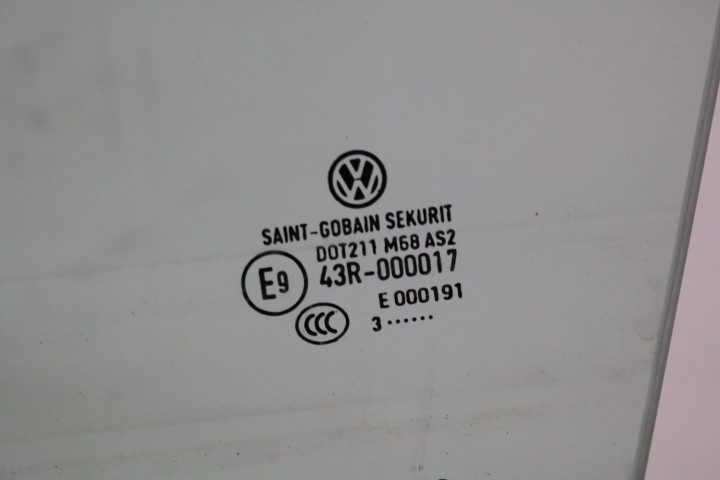 SAINT-GOBAIN SEKURIT
DOT211 M68 AS2
E9 43R-000017
E 000191
CCC 3 ······